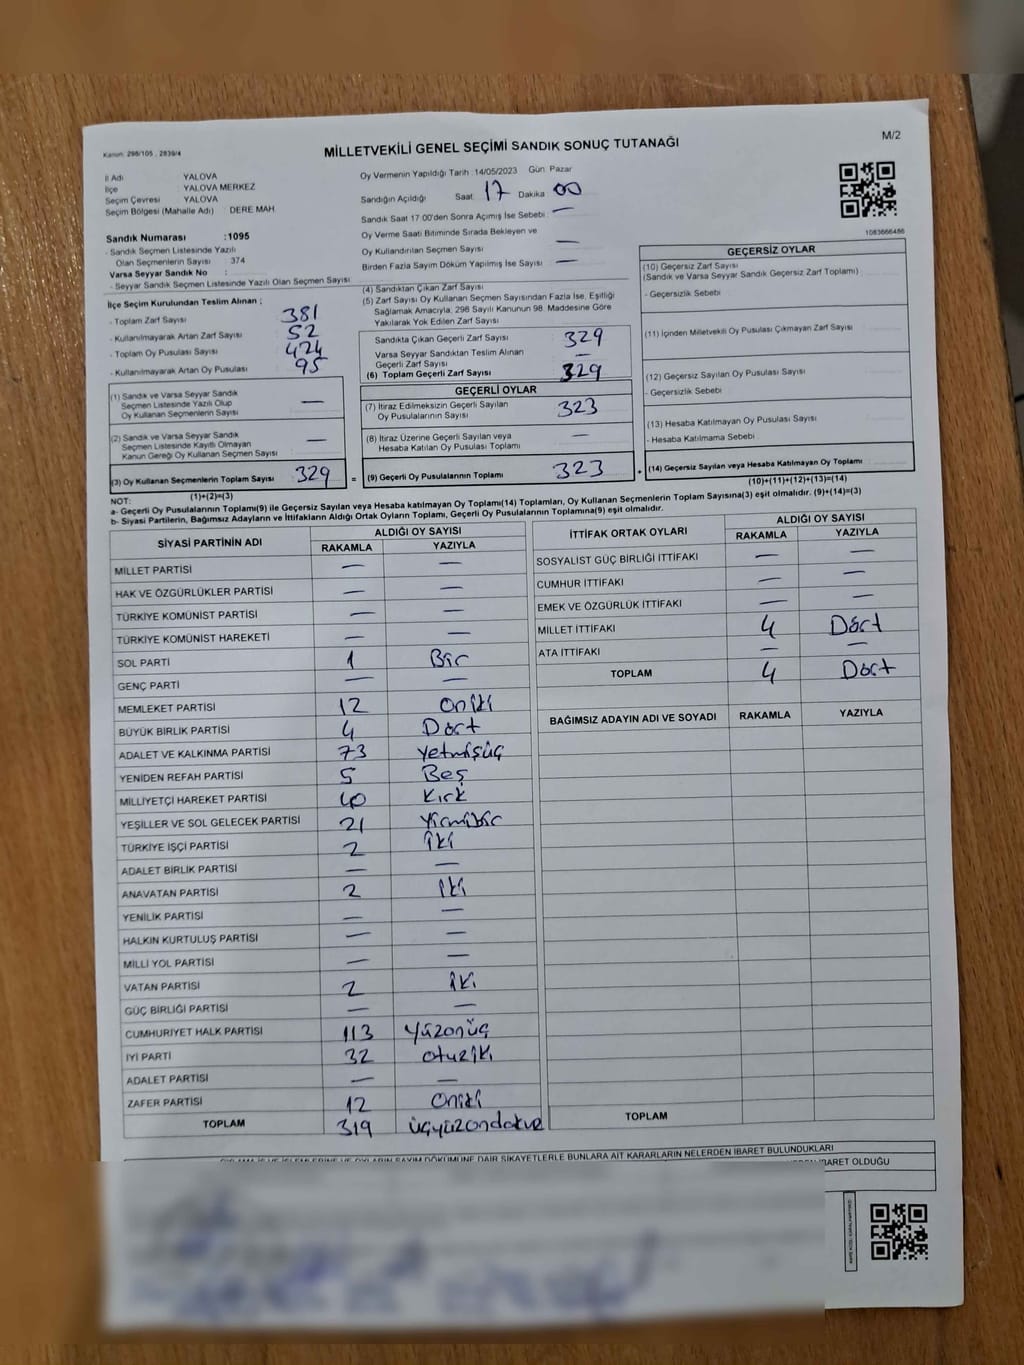 M/2
Kanun: 298/105 , 2839/4
MİLLETVEKİLİ GENEL SEÇİMİ SANDIK SONUÇ TUTANAĞI
İl Adı YALOVA
İlçe : YALOVA MERKEZ
Seçim Çevresi YALOVA
Seçim Bölgesi (Mahalle Adı) DERE MAH.
Sandık Numarası :1095
- Sandık Seçmen Listesinde Yazılı
Olan Seçmenlerin Sayısı : 374
Varsa Seyyar Sandık No :
- Seyyar Sandık Seçmen Listesinde Yazılı Olan Seçmen Sayısı:
Oy Vermenin Yapıldığı Tarih : 14/05/2023 Gün: Pazar
Sandığın Açıldığı Saat 17 Dakika 00
Sandık Saat 17:00'den Sonra Açılmış İse Sebebi : —
Oy Verme Saati Bitiminde Sırada Bekleyen ve
Oy Kullandırılan Seçmen Sayısı —
Birden Fazla Sayım Döküm Yapılmış İse Sayısı —
1083666486
İlçe Seçim Kurulundan Teslim Alınan ;
- Toplam Zarf Sayısı 381
- Kullanılmayarak Artan Zarf Sayısı 52
- Toplam Oy Pusulası Sayısı 424
- Kullanılmayarak Artan Oy Pusulası 95
(4) Sandıktan Çıkan Zarf Sayısı
(5) Zarf Sayısı Oy Kullanan Seçmen Sayısından Fazla İse, Eşitliği
Sağlamak Amacıyla, 298 Sayılı Kanunun 98. Maddesine Göre
Yakılarak Yok Edilen Zarf Sayısı
Sandıkta Çıkan Geçerli Zarf Sayısı 329
Varsa Seyyar Sandıktan Teslim Alınan
Geçerli Zarf Sayısı —
(6) Toplam Geçerli Zarf Sayısı 329
GEÇERSİZ OYLAR
(10) Geçersiz Zarf Sayısı
(Sandık ve Varsa Seyyar Sandık Geçersiz Zarf Toplamı)
- Geçersizlik Sebebi :
(11) İçinden Milletvekili Oy Pusulası Çıkmayan Zarf Sayısı
(12) Geçersiz Sayılan Oy Pusulası Sayısı
- Geçersizlik Sebebi :
(13) Hesaba Katılmayan Oy Pusulası Sayısı
- Hesaba Katılmama Sebebi :
(14) Geçersiz Sayılan veya Hesaba Katılmayan Oy Toplamı
(10)+(11)+(12)+(13)=(14)
(1) Sandık ve Varsa Seyyar Sandık
Seçmen Listesinde Yazılı Olup
Oy Kullanan Seçmenlerin Sayısı —
(2) Sandık ve Varsa Seyyar Sandık
Seçmen Listesinde Kayıtlı Olmayan
Kanun Gereği Oy Kullanan Seçmen Sayısı : —
(3) Oy Kullanan Seçmenlerin Toplam Sayısı 329 =
(1)+(2)=(3)
GEÇERLİ OYLAR
(7) İtiraz Edilmeksizin Geçerli Sayılan
Oy Pusulalarının Sayısı 323
(8) İtiraz Üzerine Geçerli Sayılan veya
Hesaba Katılan Oy Pusulası Toplamı —
(9) Geçerli Oy Pusulalarının Toplamı 323 +
NOT:
a- Geçerli Oy Pusulalarının Toplamı(9) ile Geçersiz Sayılan veya Hesaba katılmayan Oy Toplamı(14) Toplamları, Oy Kullanan Seçmenlerin Toplam Sayısına(3) eşit olmalıdır. (9)+(14)=(3)
b- Siyasi Partilerin, Bağımsız Adayların ve İttifakların Aldığı Ortak Oyların Toplamı, Geçerli Oy Pusulalarının Toplamına(9) eşit olmalıdır.
SİYASİ PARTİNİN ADI ALDIĞI OY SAYISI
RAKAMLA YAZIYLA
MİLLET PARTİSİ — —
HAK VE ÖZGÜRLÜKLER PARTİSİ — —
TÜRKİYE KOMÜNİST PARTİSİ — —
TÜRKİYE KOMÜNİST HAREKETİ — —
SOL PARTİ 1 Bir
GENÇ PARTİ — —
MEMLEKET PARTİSİ 12 oniki
BÜYÜK BİRLİK PARTİSİ 4 Dört
ADALET VE KALKINMA PARTİSİ 73 yetmişüç
YENİDEN REFAH PARTİSİ 5 Beş
MİLLİYETÇİ HAREKET PARTİSİ 40 kırk
YEŞİLLER VE SOL GELECEK PARTİSİ 21 yirmibir
TÜRKİYE İŞÇİ PARTİSİ 2 iki
ADALET BİRLİK PARTİSİ — —
ANAVATAN PARTİSİ 2 iki
YENİLİK PARTİSİ — —
HALKIN KURTULUŞ PARTİSİ — —
MİLLİ YOL PARTİSİ — —
VATAN PARTİSİ 2 iki
GÜÇ BİRLİĞİ PARTİSİ — —
CUMHURİYET HALK PARTİSİ 113 yüzonüç
İYİ PARTİ 32 otuziki
ADALET PARTİSİ — —
ZAFER PARTİSİ 12 oniki
TOPLAM 319 üçyüzondokuz
İTTİFAK ORTAK OYLARI ALDIĞI OY SAYISI
RAKAMLA YAZIYLA
SOSYALİST GÜÇ BİRLİĞİ İTTİFAKI — —
CUMHUR İTTİFAKI — —
EMEK VE ÖZGÜRLÜK İTTİFAKI — —
MİLLET İTTİFAKI 4 Dört
ATA İTTİFAKI — —
TOPLAM 4 Dört
BAĞIMSIZ ADAYIN ADI VE SOYADI RAKAMLA YAZIYLA
TOPLAM
OYLAMA İŞ VE İŞLEMLERİNE VE OYLARIN SAYIM DÖKÜMÜNE DAİR ŞİKAYETLERLE BUNLARA AİT KARARLARIN NELERDEN İBARET BULUNDUKLARI
İBARET OLDUĞU